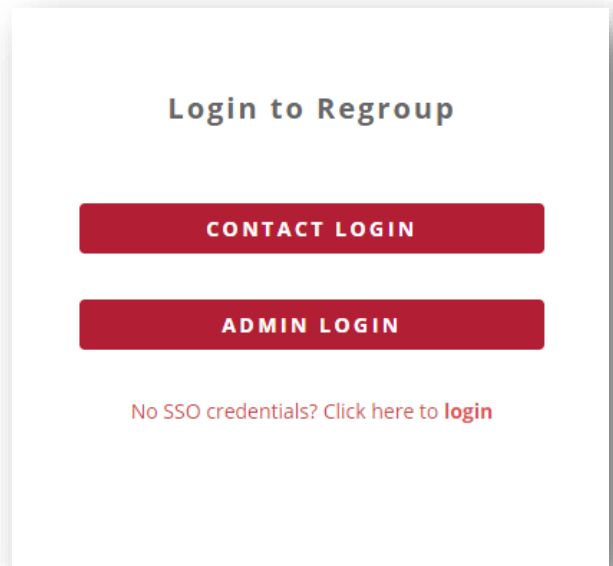 Login to Regroup
CONTACT LOGIN
ADMIN LOGIN
No SSO credentials? Click here to login